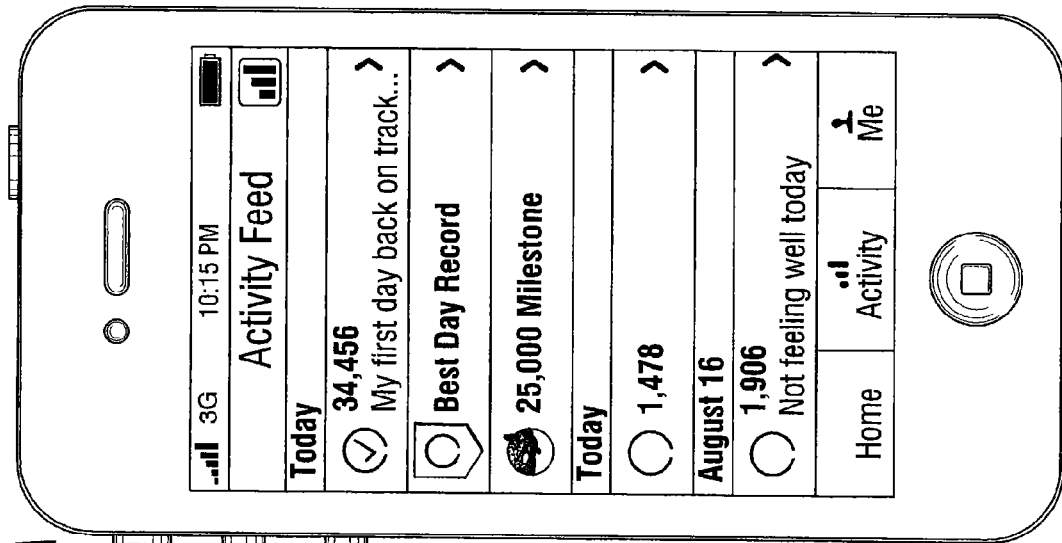 3G 10:15 PM
Activity Feed
Today
34,456
My first day back on track...
Best Day Record
25,000 Milestone
Today
1,478
August 16
1,906
Not feeling well today
Home Activity Me